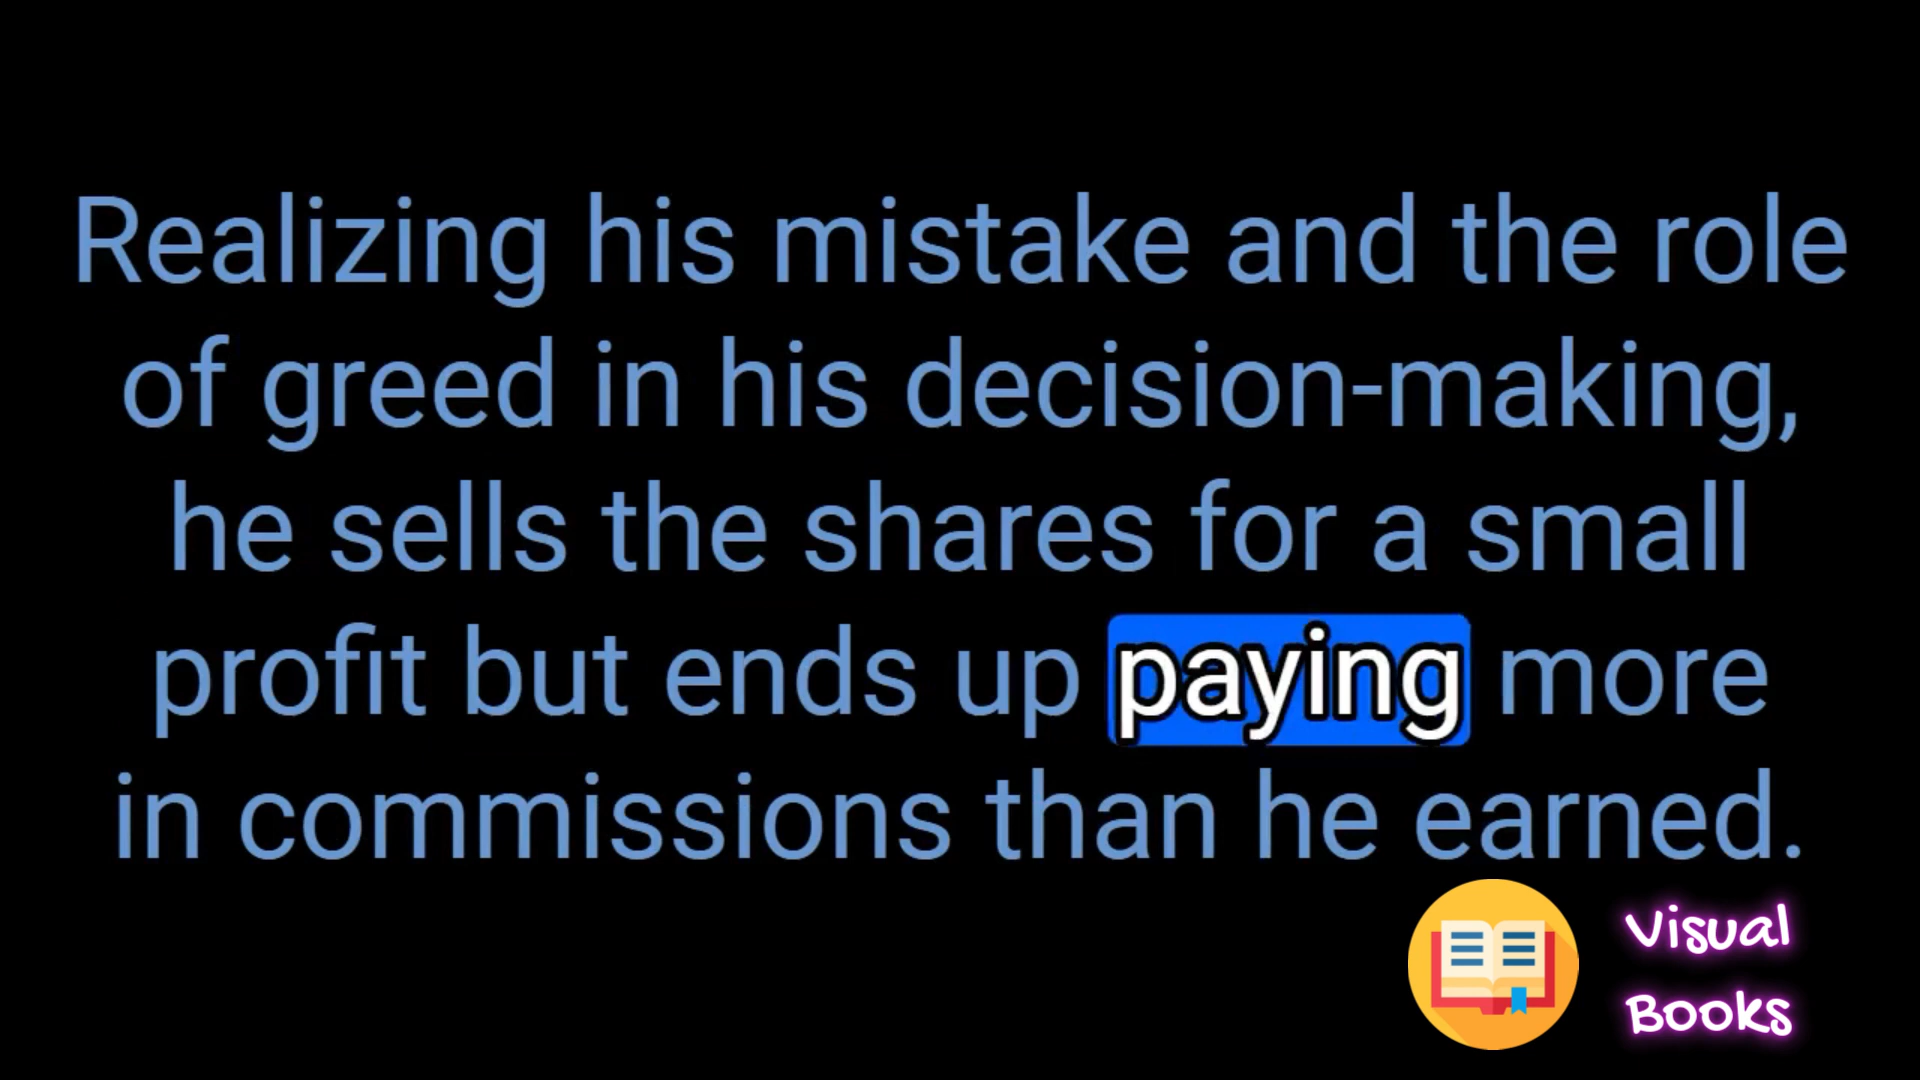 Realizing his mistake and the role
of greed in his decision-making,
he sells the shares for a small
profit but ends up paying more
in commissions than he earned.
Visual
Books